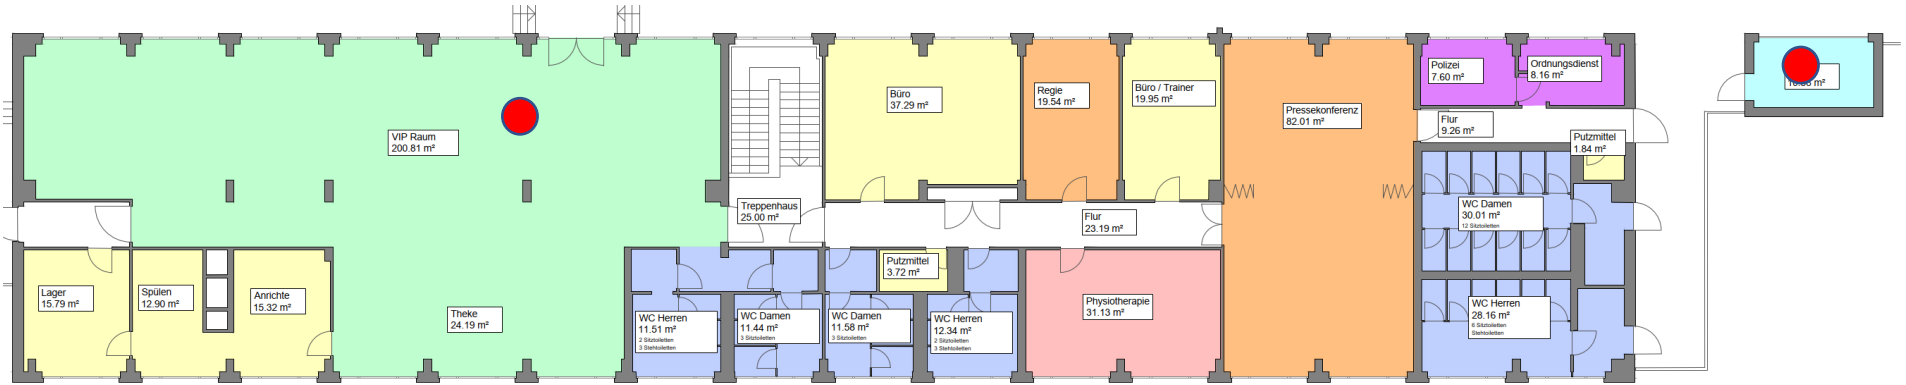 Polizei
7.60 m²
Ordnungsdienst
8.16 m²
Büro
37.29 m²
Regie
19.54 m²
Büro / Trainer
19.95 m²
Pressekonferenz
82.01 m²
Flur
9.26 m²
VIP Raum
200.81 m²
Putzmittel
1.84 m²
Treppenhaus
25.00 m²
Flur
23.19 m²
WC Damen
30.01 m²
12 Sitztoiletten
Putzmittel
3.72 m²
Lager
15.79 m²
Spülen
12.90 m²
Anrichte
15.32 m²
Theke
24.19 m²
WC Herren
11.51 m²
2 Sitztoiletten
3 Stehtoiletten
WC Damen
11.44 m²
3 Sitztoiletten
WC Damen
11.58 m²
3 Sitztoiletten
WC Herren
12.34 m²
2 Sitztoiletten
3 Stehtoiletten
Physiotherapie
31.13 m²
WC Herren
28.16 m²
6 Sitztoiletten
Stehtoiletten